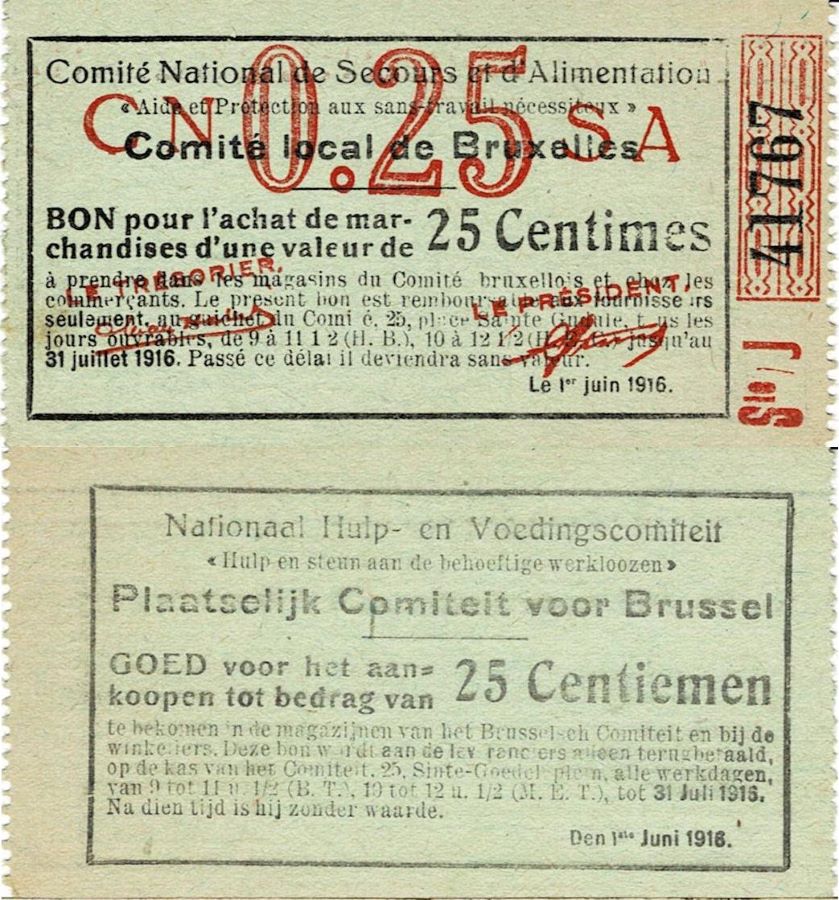 Comité National de Secours et d'Alimentation
« Aide et Protection aux sans-travail nécessiteux »
CN 0.25 SA
Comité local de Bruxelles
BON pour l'achat de mar-
chandises d'une valeur de 25 Centimes
à prendre dans les magasins du Comité bruxellois et chez les
commerçants. Le présent bon est remboursable aux fournisseurs
seulement, au guichet du Comi é, 25, place Sainte Gudule, t us les
jours ouvrables, de 9 à 11 1 2 (H. B.), 10 à 12 1 2 (H. jusqu'au
31 juillet 1916. Passé ce délai il deviendra sans valeur.
LE TRÉSORIER,
LE PRÉSIDENT,
Le 1er juin 1916.
41767
Sie J
Nationaal Hulp- en Voedingscomiteit
« Hulp en steun aan de behoeftige werkloozen »
Plaatselijk Comiteit voor Brussel
GOED voor het aan=
koopen tot bedrag van 25 Centiemen
te bekomen in de magazijnen van het Brusselsch Comiteit en bij de
winkeliers. Deze bon wordt aan de leveranciers alleen terugbetaald,
op de kas van het Comiteit, 25, Sinte-Goedel plein, alle werkdagen,
van 9 tot 11 u. 1/2 (B. T.), 10 tot 12 u. 1/2 (M. E. T.), tot 31 Juli 1916.
Na dien tijd is hij zonder waarde.
Den 1ste Juni 1916.